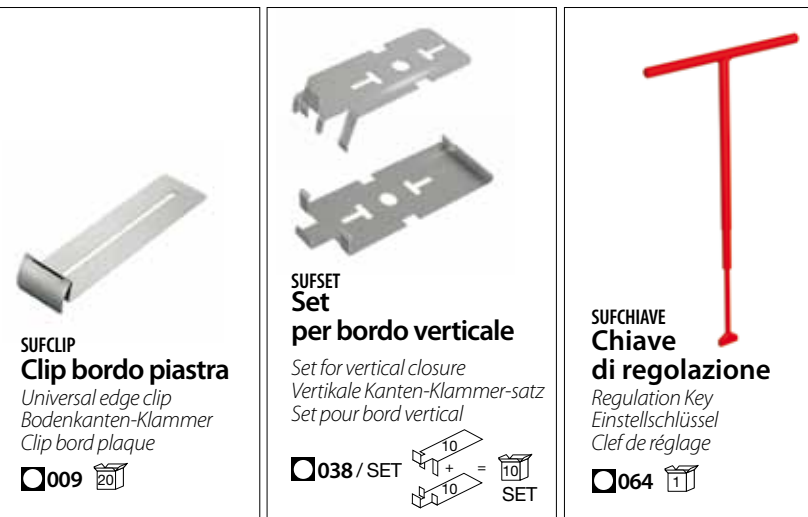 SUFCLIP
Clip bordo piastra
Universal edge clip
Bodenkanten-Klammer
Clip bord plaque
009 20
SUFSET
Set
per bordo verticale
Set for vertical closure
Vertikale Kanten-Klammer-satz
Set pour bord vertical
038 / SET 10 + 10 = 10 SET
SUFCHIAVE
Chiave
di regolazione
Regulation Key
Einstellschlüssel
Clef de réglage
064 1